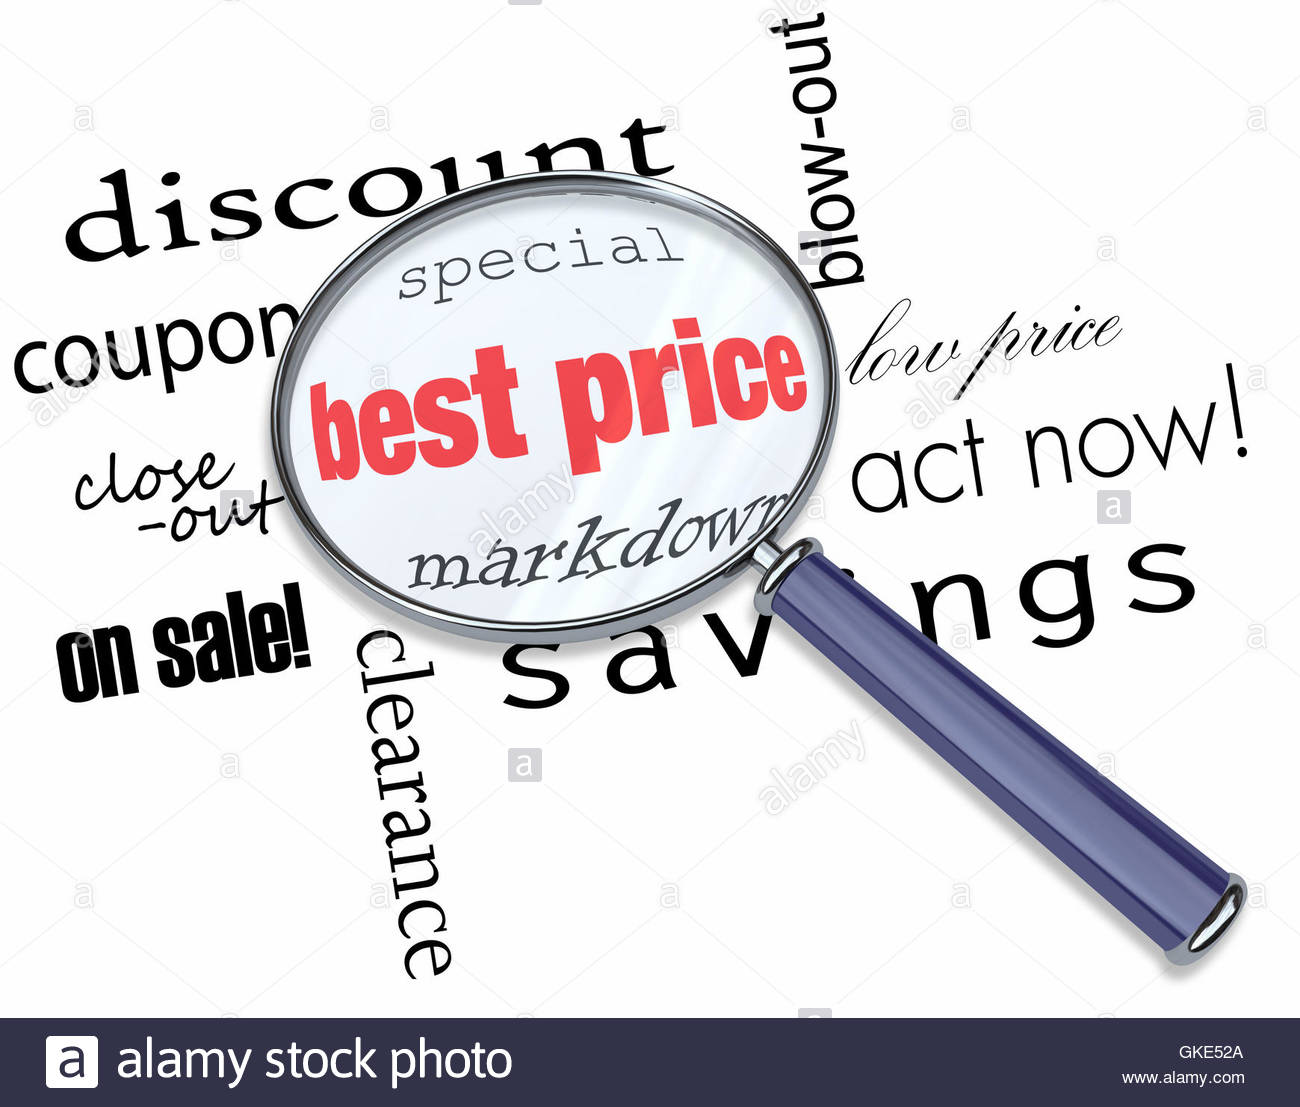 blow-out
discount
special
coupon
low price
best price
act now!
close
-out
markdown
savings
on sale!
clearance
a alamy stock photo
GKE52A
www.alamy.com
alamy